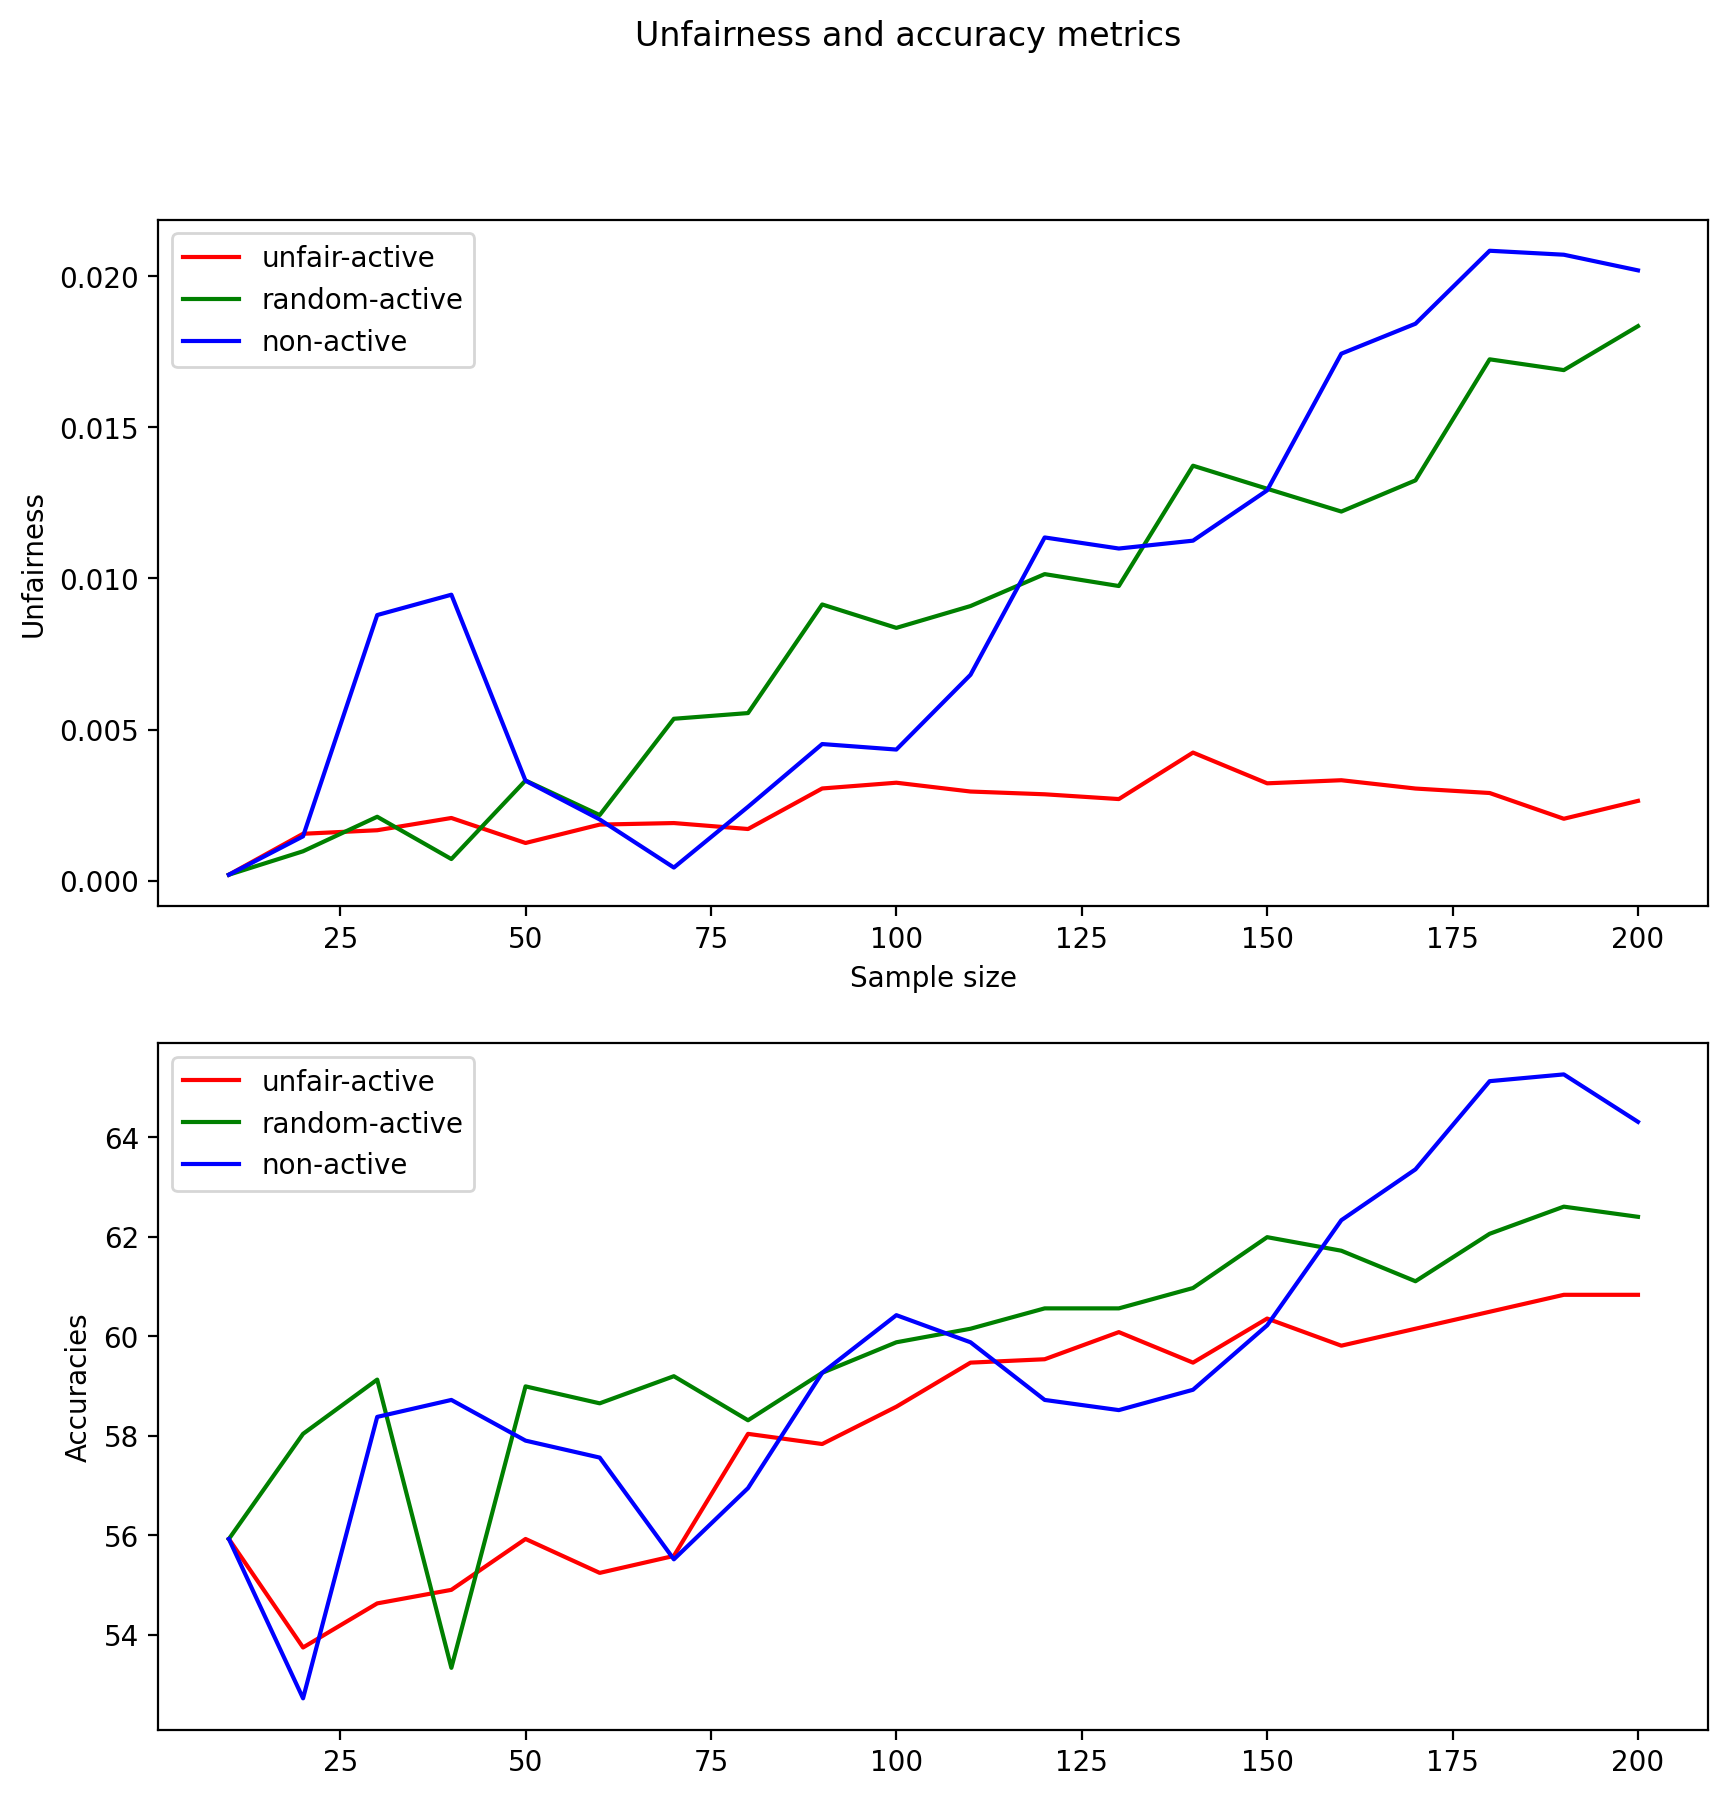 Unfairness and accuracy metrics
unfair-active
random-active
non-active
0.020
0.015
0.010
0.005
0.000
Unfairness
25 50 75 100 125 150 175 200
Sample size
unfair-active
random-active
non-active
64
62
60
58
56
54
Accuracies
25 50 75 100 125 150 175 200